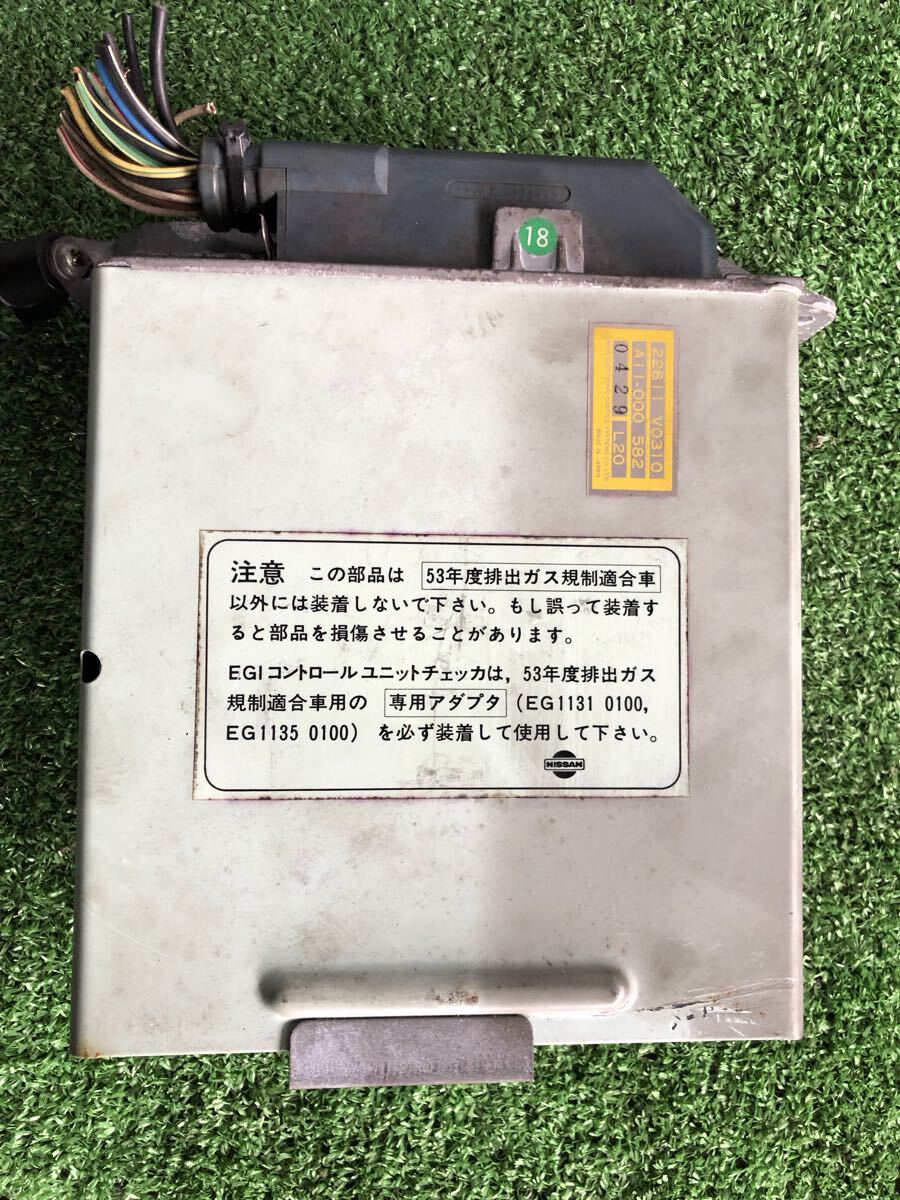 18
22611 V0310
A11-000 582
0429 L20
MADE IN JAPAN
注意 この部品は 53年度排出ガス規制適合車
以外には装着しないで下さい。もし誤って装着す
ると部品を損傷させることがあります。
E.G.I コントロールユニットチェッカは, 53年度排出ガス
規制適合車用の 専用アダプタ (EG1131 0100,
EG1135 0100) を必ず装着して使用して下さい。
NISSAN